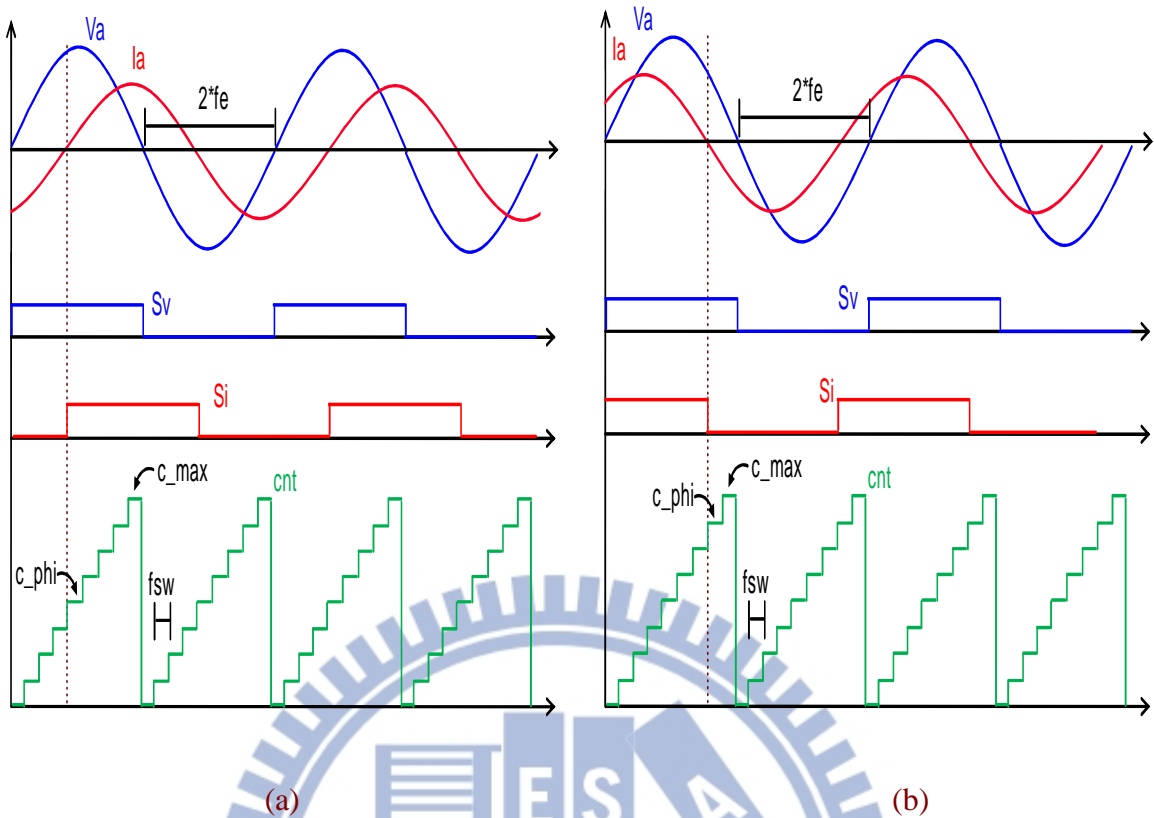 Va
Ia
2*fe
Sv
Si
c_max
cnt
c_phi
fsw
(a)
Va
Ia
2*fe
Sv
Si
c_max
cnt
c_phi
fsw
(b)
E S A